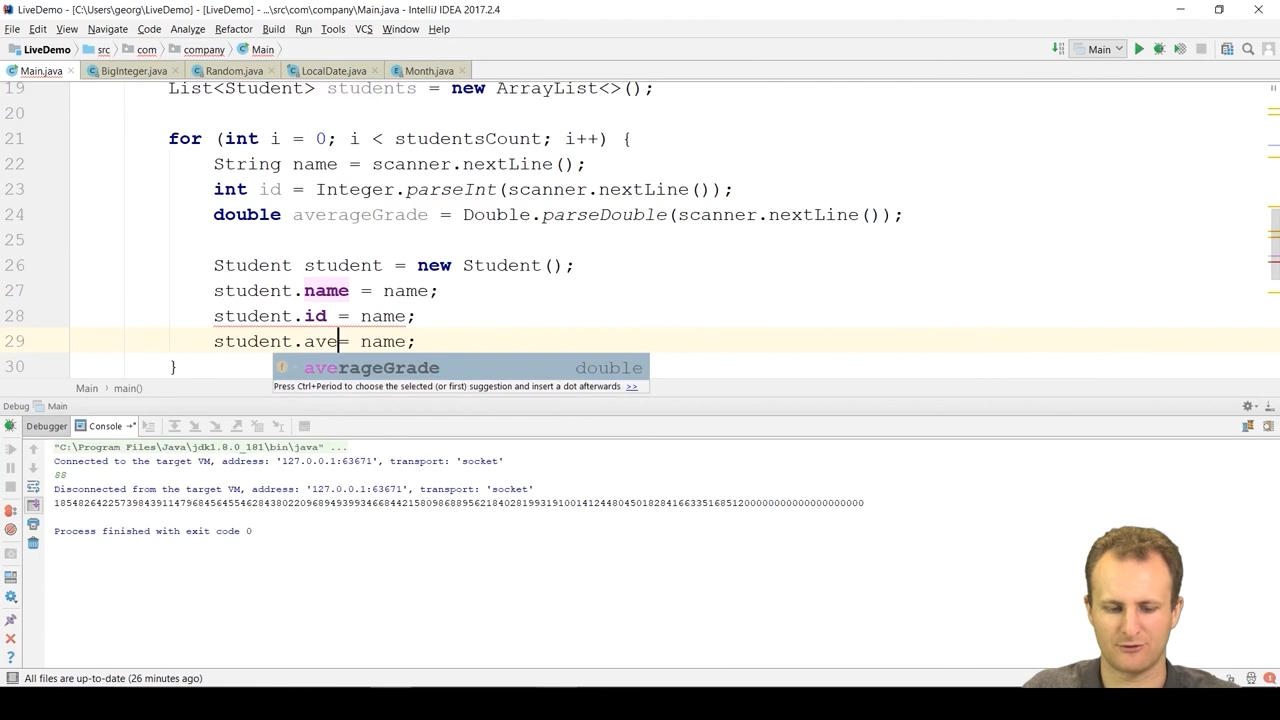 LiveDemo - [C:\Users\georg\LiveDemo] - [LiveDemo] - ...\src\com\company\Main.java - IntelliJ IDEA 2017.2.4
File Edit View Navigate Code Analyze Refactor Build Run Tools VCS Window Help
LiveDemo src com company Main Main
Main.java BigInteger.java Random.java LocalDate.java Month.java
19 List<Student> students = new ArrayList<>();
20
21 for (int i = 0; i < studentsCount; i++) {
22 String name = scanner.nextLine();
23 int id = Integer.parseInt(scanner.nextLine());
24 double averageGrade = Double.parseDouble(scanner.nextLine());
25
26 Student student = new Student();
27 student.name = name;
28 student.id = name;
29 student.ave= name;
30 }
averageGrade double
Press Ctrl+Period to choose the selected (or first) suggestion and insert a dot afterwards >>
Main main()
Debug Main
Debugger Console
"C:\Program Files\Java\jdk1.8.0_181\bin\java" ...
Connected to the target VM, address: '127.0.0.1:63671', transport: 'socket'
88
Disconnected from the target VM, address: '127.0.0.1:63671', transport: 'socket'
Process finished with exit code 0
All files are up-to-date (26 minutes ago)